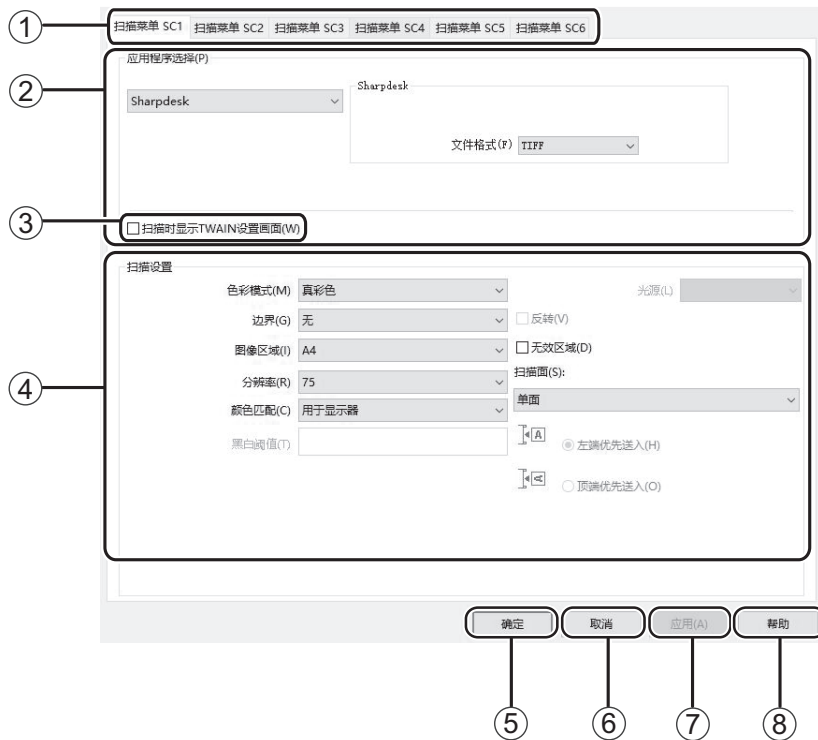 ①
扫描菜单 SC1 扫描菜单 SC2 扫描菜单 SC3 扫描菜单 SC4 扫描菜单 SC5 扫描菜单 SC6
②
应用程序选择(P)
Sharpdesk
Sharpdesk
文件格式(F) TIFF
③
扫描时显示TWAIN设置画面(W)
④
扫描设置
色彩模式(M) 真彩色
光源(L)
边界(G) 无
反转(V)
图像区域(I) A4
无效区域(D)
扫描面(S):
分辨率(R) 75
单面
颜色匹配(C) 用于显示器
黑白阈值(T)
A
左端优先送入(H)
A
顶端优先送入(O)
确定 取消 应用(A) 帮助
⑤ ⑥ ⑦ ⑧